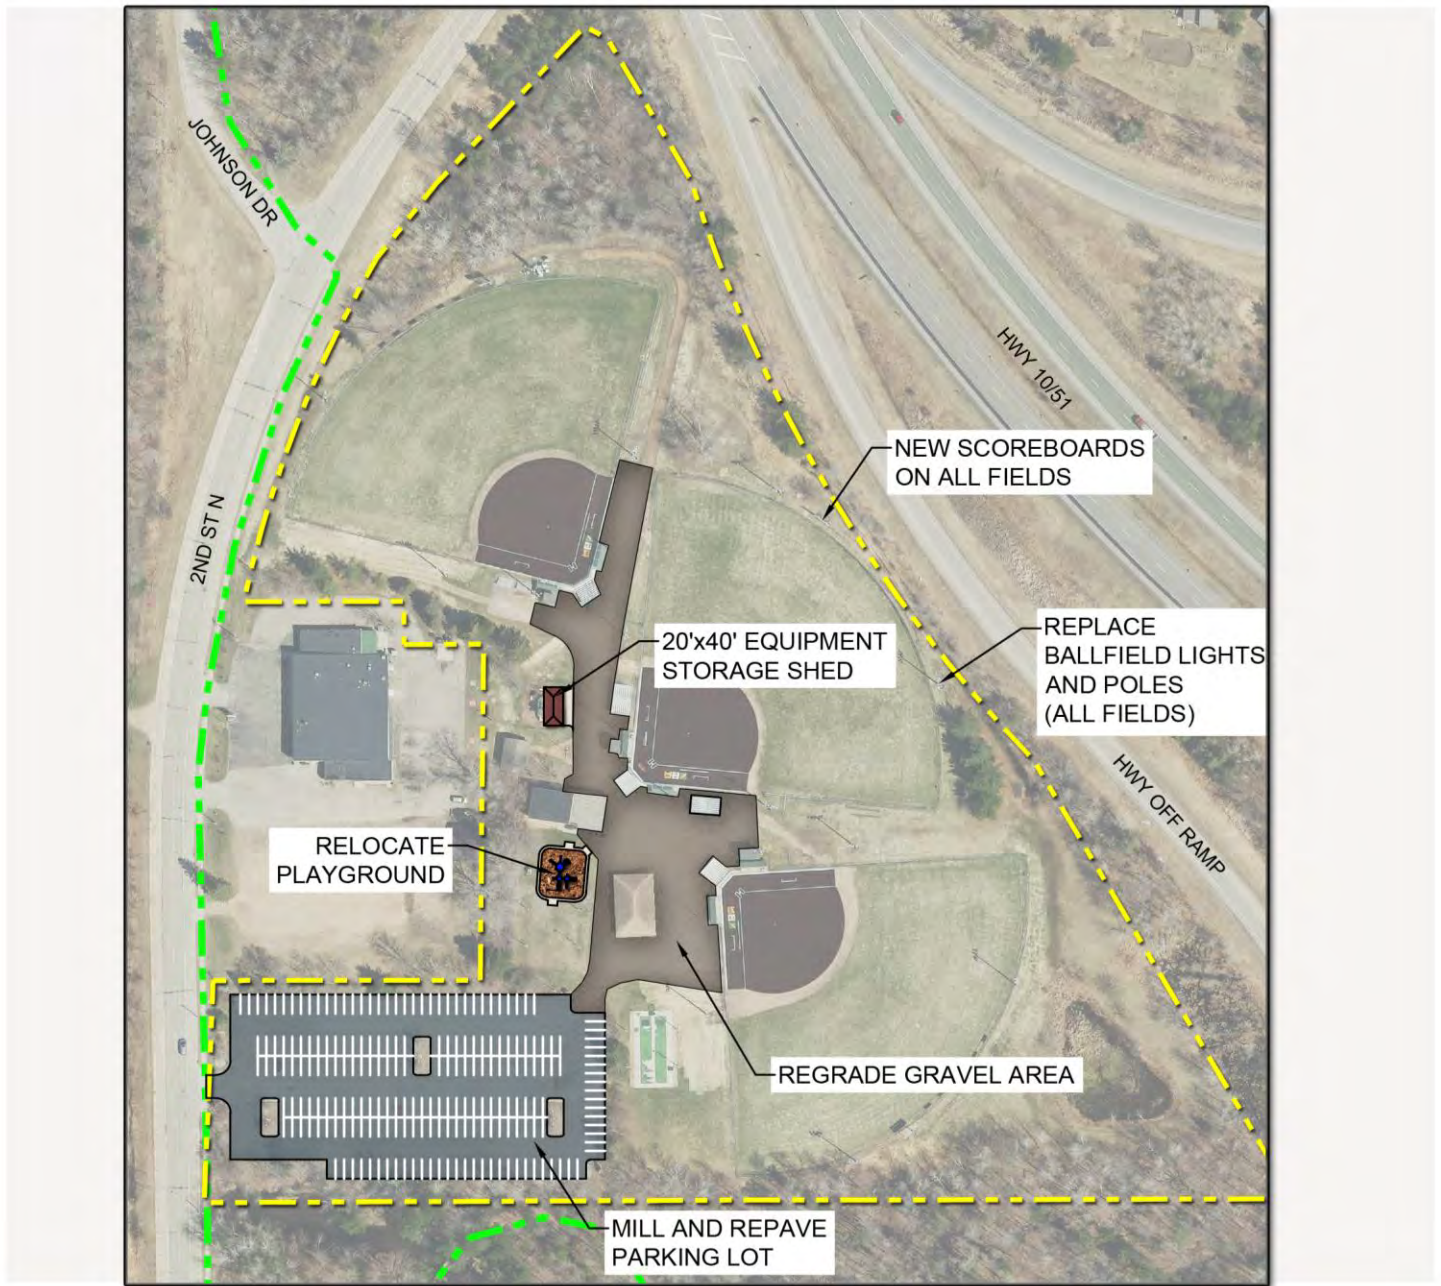 JOHNSON DR
HWY 10/51
NEW SCOREBOARDS
ON ALL FIELDS
2ND ST N
20'x40' EQUIPMENT
STORAGE SHED
REPLACE
BALLFIELD LIGHTS
AND POLES
(ALL FIELDS)
HWY OFF RAMP
RELOCATE
PLAYGROUND
REGRADE GRAVEL AREA
MILL AND REPAVE
PARKING LOT